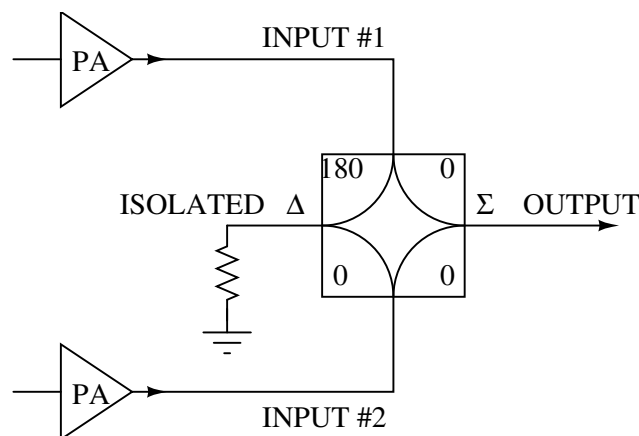 INPUT #1
PA
180 0
ISOLATED Δ Σ OUTPUT
0 0
PA
INPUT #2